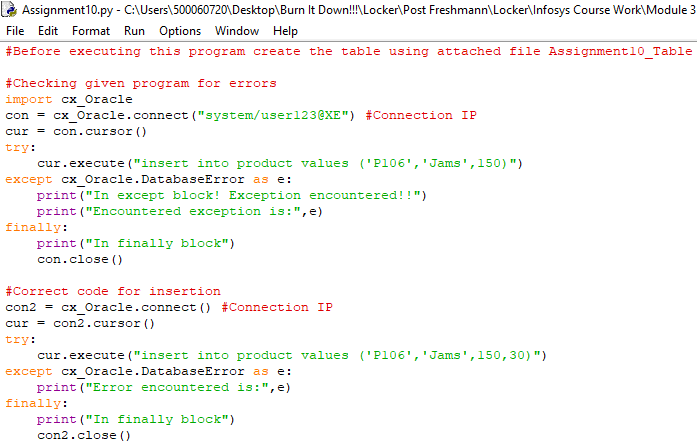 Assignment10.py - C:\Users\500060720\Desktop\Burn It Down!!!\Locker\Post Freshmann\Locker\Infosys Course Work\Module 3
File Edit Format Run Options Window Help
#Before executing this program create the table using attached file Assignment10_Table
#Checking given program for errors
import cx_Oracle
con = cx_Oracle.connect("system/user123@XE") #Connection IP
cur = con.cursor()
try:
    cur.execute("insert into product values ('P106','Jams',150)")
except cx_Oracle.DatabaseError as e:
    print("In except block! Exception encountered!!")
    print("Encountered exception is:",e)
finally:
    print("In finally block")
    con.close()
#Correct code for insertion
con2 = cx_Oracle.connect() #Connection IP
cur = con2.cursor()
try:
    cur.execute("insert into product values ('P106','Jams',150,30)")
except cx_Oracle.DatabaseError as e:
    print("Error encountered is:",e)
finally:
    print("In finally block")
    con2.close()